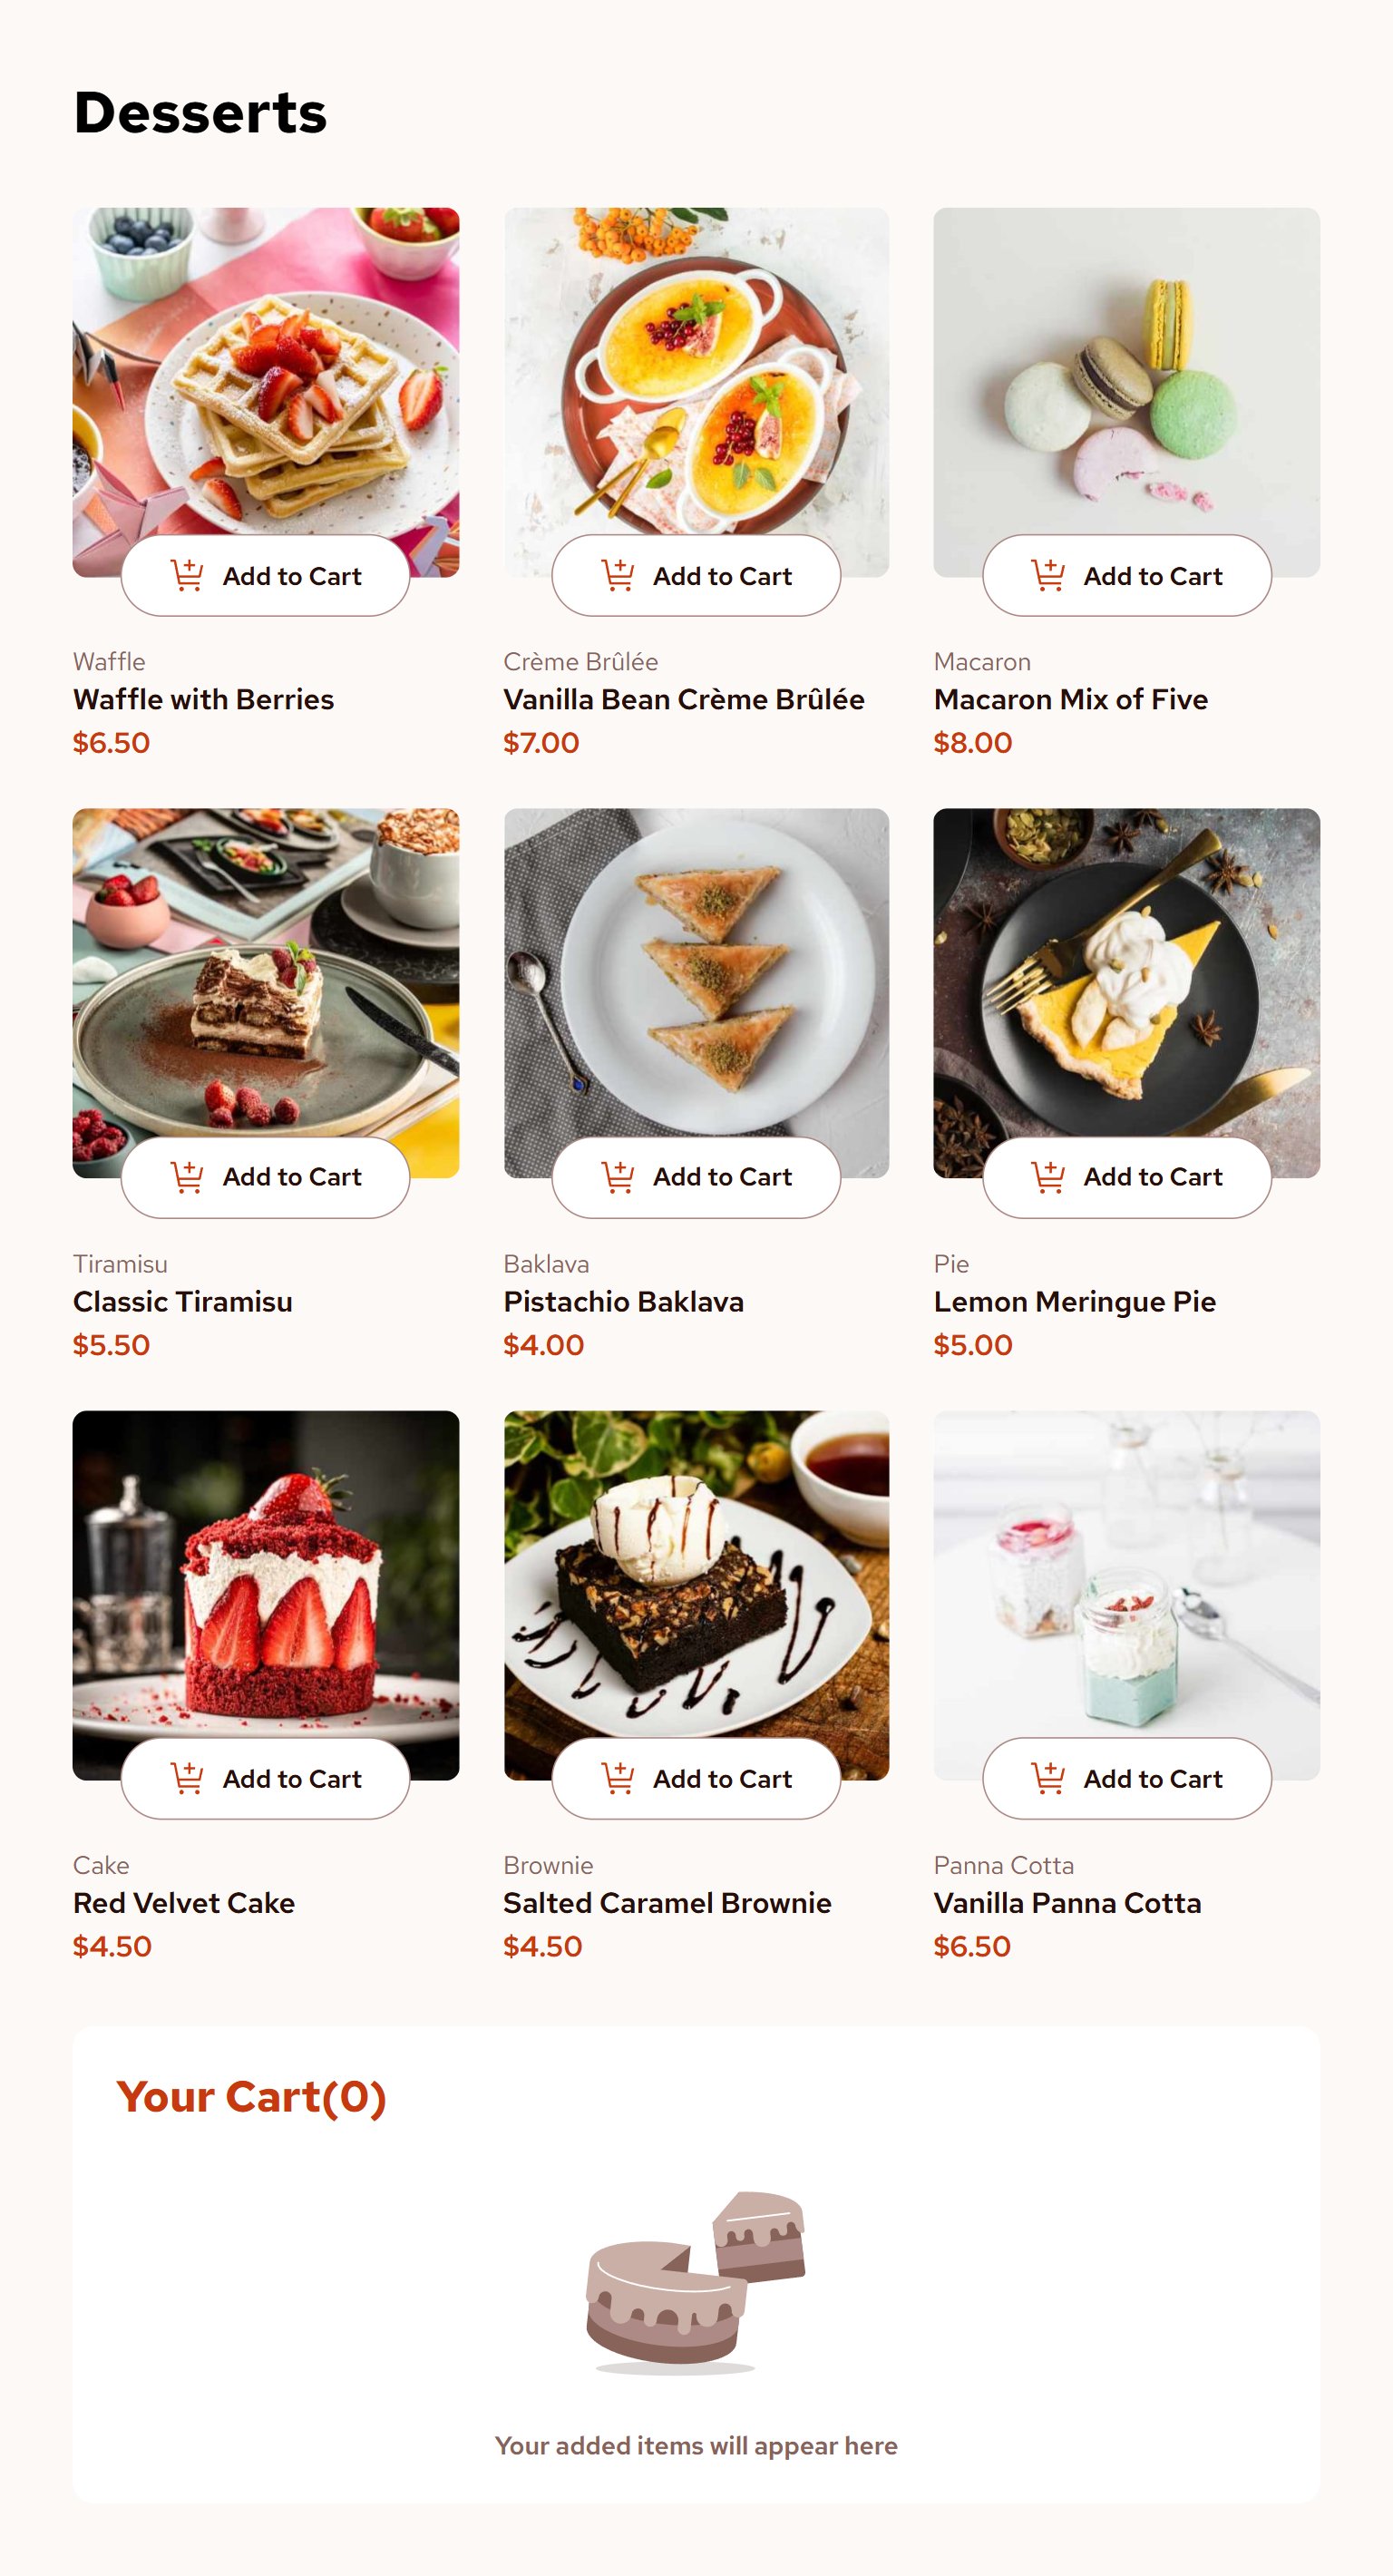 Desserts
Add to Cart
Waffle
Waffle with Berries
$6.50
Add to Cart
Crème Brûlée
Vanilla Bean Crème Brûlée
$7.00
Add to Cart
Macaron
Macaron Mix of Five
$8.00
Add to Cart
Tiramisu
Classic Tiramisu
$5.50
Add to Cart
Baklava
Pistachio Baklava
$4.00
Add to Cart
Pie
Lemon Meringue Pie
$5.00
Add to Cart
Cake
Red Velvet Cake
$4.50
Add to Cart
Brownie
Salted Caramel Brownie
$4.50
Add to Cart
Panna Cotta
Vanilla Panna Cotta
$6.50
Your Cart(0)
Your added items will appear here